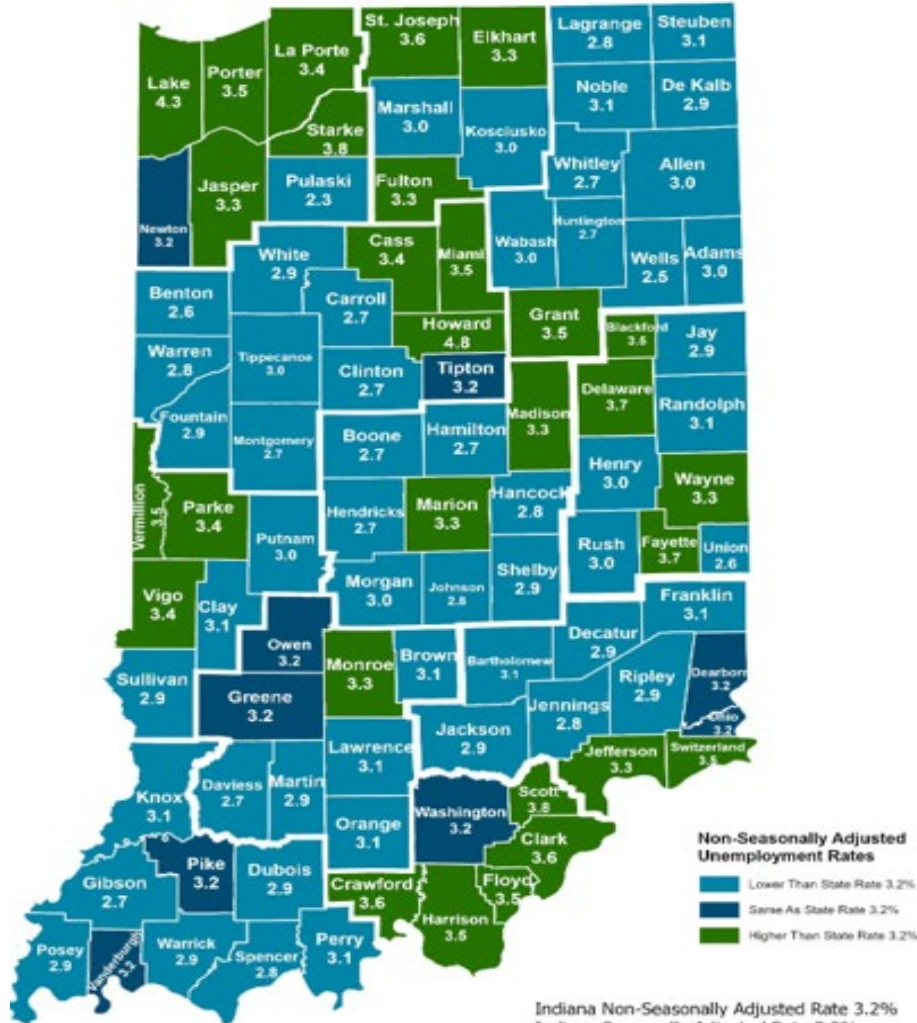 St. Joseph
3.6
Elkhart
3.3
Lagrange
2.8
Steuben
3.1
La Porte
3.4
Porter
3.5
Lake
4.3
Noble
3.1
De Kalb
2.9
Marshall
3.0
Kosciusko
3.0
Starke
3.8
Whitley
2.7
Allen
3.0
Jasper
3.3
Pulaski
2.3
Fulton
3.3
Newton
3.2
Huntington
2.7
Cass
3.4
Miami
3.5
Wabash
3.0
White
2.9
Wells
2.5
Adams
3.0
Benton
2.6
Carroll
2.7
Grant
3.5
Howard
4.8
Blackford
3.5
Jay
2.9
Warren
2.8
Tippecanoe
3.0
Clinton
2.7
Tipton
3.2
Delaware
3.7
Randolph
3.1
Madison
3.3
Fountain
2.9
Montgomery
2.7
Boone
2.7
Hamilton
2.7
Henry
3.0
Wayne
3.3
Vermillion
3.5
Parke
3.4
Putnam
3.0
Hendricks
2.7
Marion
3.3
Hancock
2.8
Rush
3.0
Fayette
3.7
Union
2.6
Vigo
3.4
Clay
3.1
Morgan
3.0
Johnson
2.8
Shelby
2.9
Franklin
3.1
Owen
3.2
Decatur
2.9
Sullivan
2.9
Greene
3.2
Monroe
3.3
Brown
3.1
Bartholomew
3.1
Ripley
2.9
Dearborn
3.2
Ohio
3.2
Jennings
2.8
Jackson
2.9
Lawrence
3.1
Jefferson
3.3
Switzerland
3.5
Knox
3.1
Daviess
2.7
Martin
2.9
Scott
3.8
Washington
3.2
Orange
3.1
Clark
3.6
Pike
3.2
Dubois
2.9
Gibson
2.7
Crawford
3.6
Floyd
3.5
Harrison
3.5
Posey
2.9
Vanderburgh
3.2
Warrick
2.9
Spencer
2.8
Perry
3.1
Non-Seasonally Adjusted
Unemployment Rates
Lower Than State Rate 3.2%
Same As State Rate 3.2%
Higher Than State Rate 3.2%
Indiana Non-Seasonally Adjusted Rate 3.2%